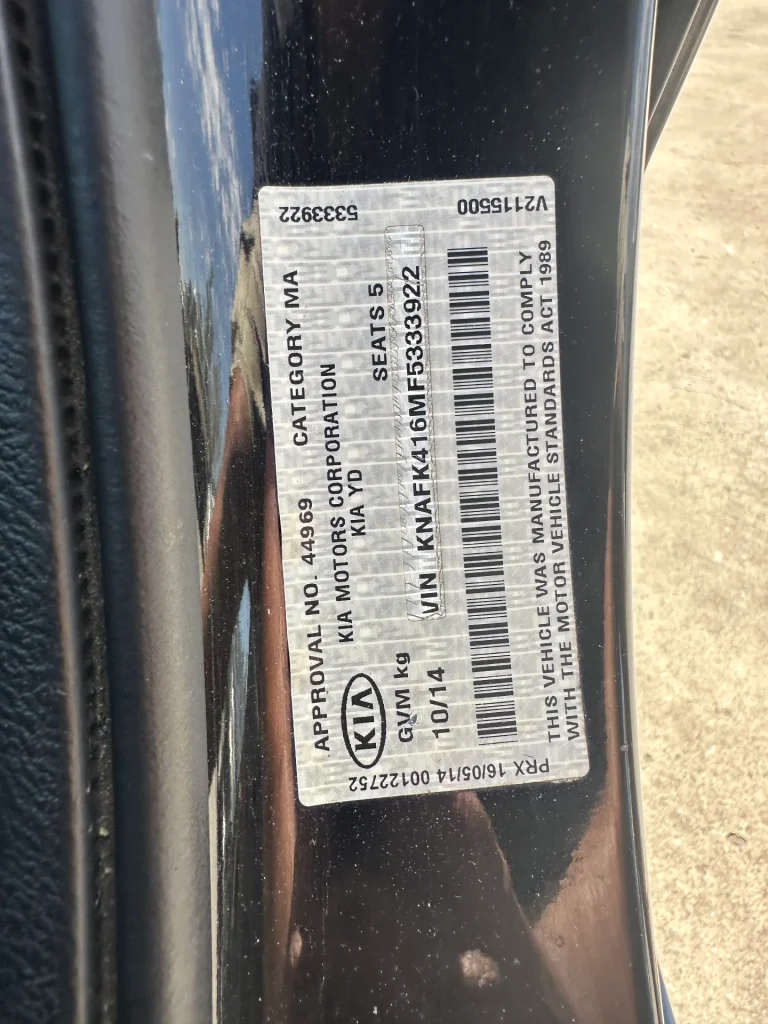 5333922
V2115500
APPROVAL NO. 44969 CATEGORY MA
KIA
KIA MOTORS CORPORATION
KIA YD
GVM kg SEATS 5
10/14 VIN KNAFK416MF5333922
THIS VEHICLE WAS MANUFACTURED TO COMPLY
WITH THE MOTOR VEHICLE STANDARDS ACT 1989
PRX 16/05/14 00122752